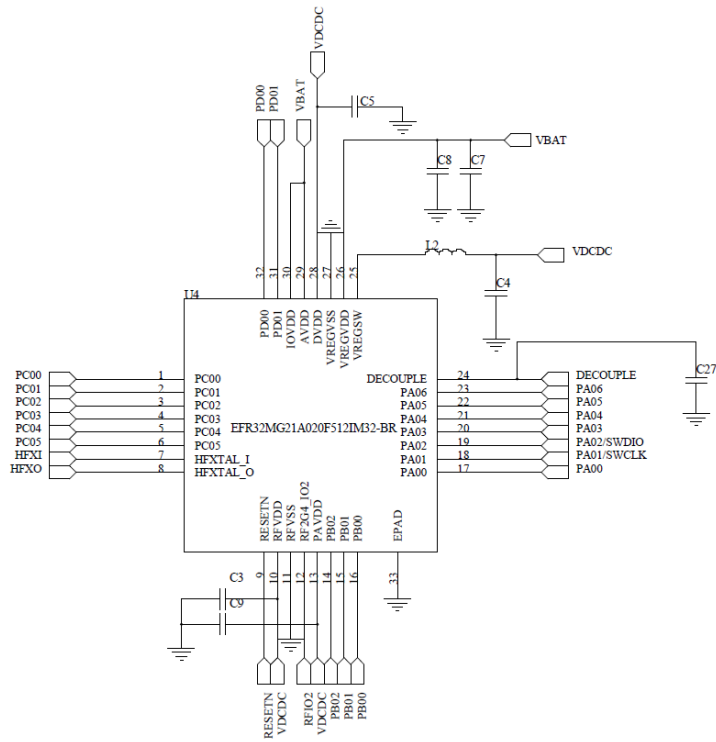 VDCDC
PD00
PD01
VBAT
C5
C8
C7
VBAT
L2
VDCDC
C4
32
31
30
29
28
27
26
25
U4
PD00
PD01
IOVDD
AVDD
DVDD
VREGVSS
VREGVDD
VREGSW
PC00 1 PC00
PC01 2 PC01
PC02 3 PC02
PC03 4 PC03
PC04 5 PC04
PC05 6 PC05
HFXI 7 HFXTAL_I
HFXO 8 HFXTAL_O
EFR32MG21A020F512IM32-BR
DECOUPLE 24 DECOUPLE
PA06 23 PA06
PA05 22 PA05
PA04 21 PA04
PA03 20 PA03
PA02 19 PA02/SWDIO
PA01 18 PA01/SWCLK
PA00 17 PA00
C27
RESETN
RFVDD
RFVSS
RF2G4_IO2
PAVDD
PB02
PB01
PB00
EPAD
9
10
11
12
13
14
15
16
33
C3
C9
RESETN
VDCDC
RFIO2
VDCDC
PB02
PB01
PB00